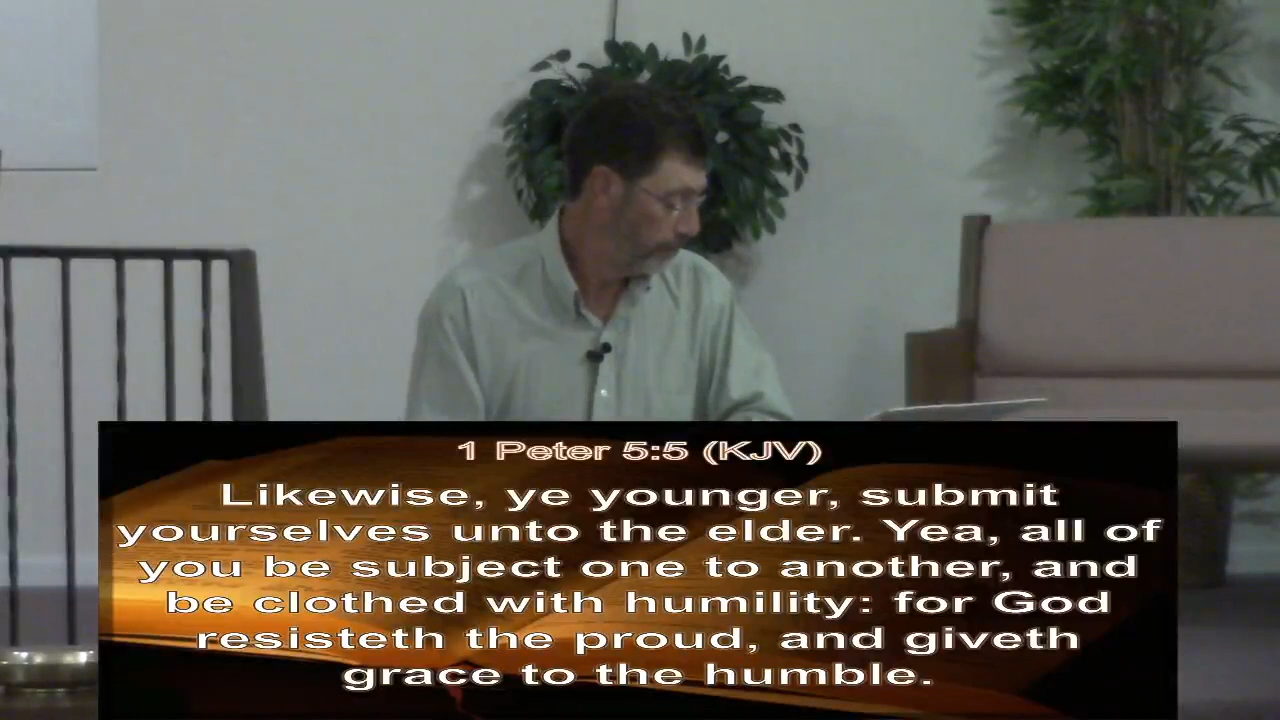 1 Peter 5:5 (KJV)
Likewise, ye younger, submit
yourselves unto the elder. Yea, all of
you be subject one to another, and
be clothed with humility: for God
resisteth the proud, and giveth
grace to the humble.